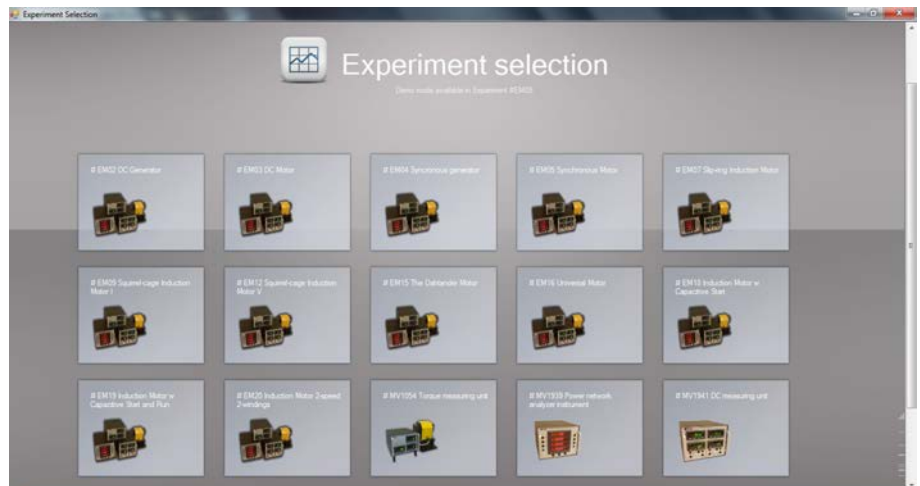 Experiment Selection
Experiment selection
Demo mode available in Experiment #EM03
# EM02 DC Generator
# EM03 DC Motor
# EM04 Syncronous generator
# EM05 Synchronous Motor
# EM07 Slip-ring Induction Motor
# EM09 Squirrel-cage Induction
Motor I
# EM12 Squirrel-cage Induction
Motor V
# EM15 The Dahlander Motor
# EM16 Universal Motor
# EM18 Induction Motor w
Capacitive Start
# EM19 Induction Motor w
Capacitive Start and Run
# EM20 Induction Motor 2-speed
2-windings
# MV1054 Torque measuring unit
# MV1939 Power network
analyzer instrument
# MV1941 DC measuring unit